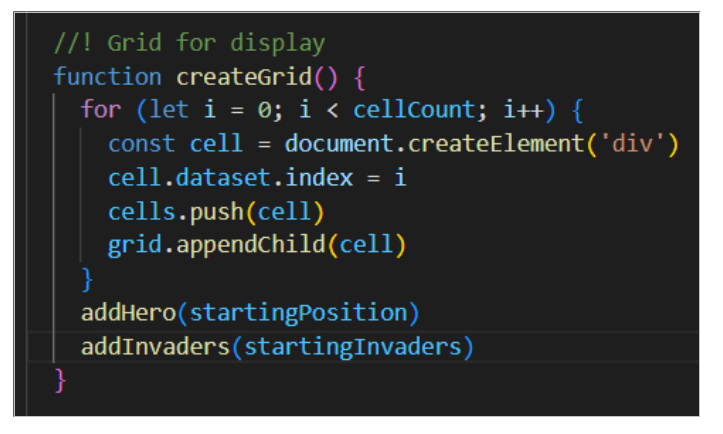 //! Grid for display
function createGrid() {
  for (let i = 0; i < cellCount; i++) {
    const cell = document.createElement('div')
    cell.dataset.index = i
    cells.push(cell)
    grid.appendChild(cell)
  }
  addHero(startingPosition)
  addInvaders(startingInvaders)
}